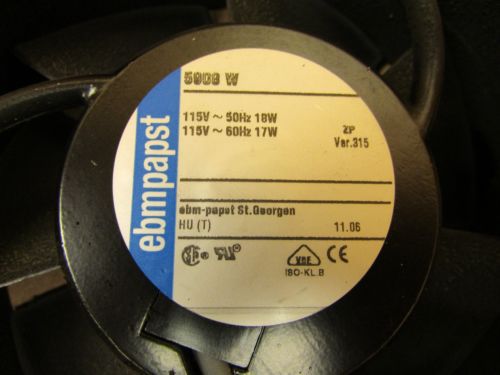 ebmpapst
5908 W
115V ~ 50Hz 18W
115V ~ 60Hz 17W
2P
Ver.315
ebm-papst St.Georgen
HU (T)
11.06
VDE
ISO-KL.B
CE